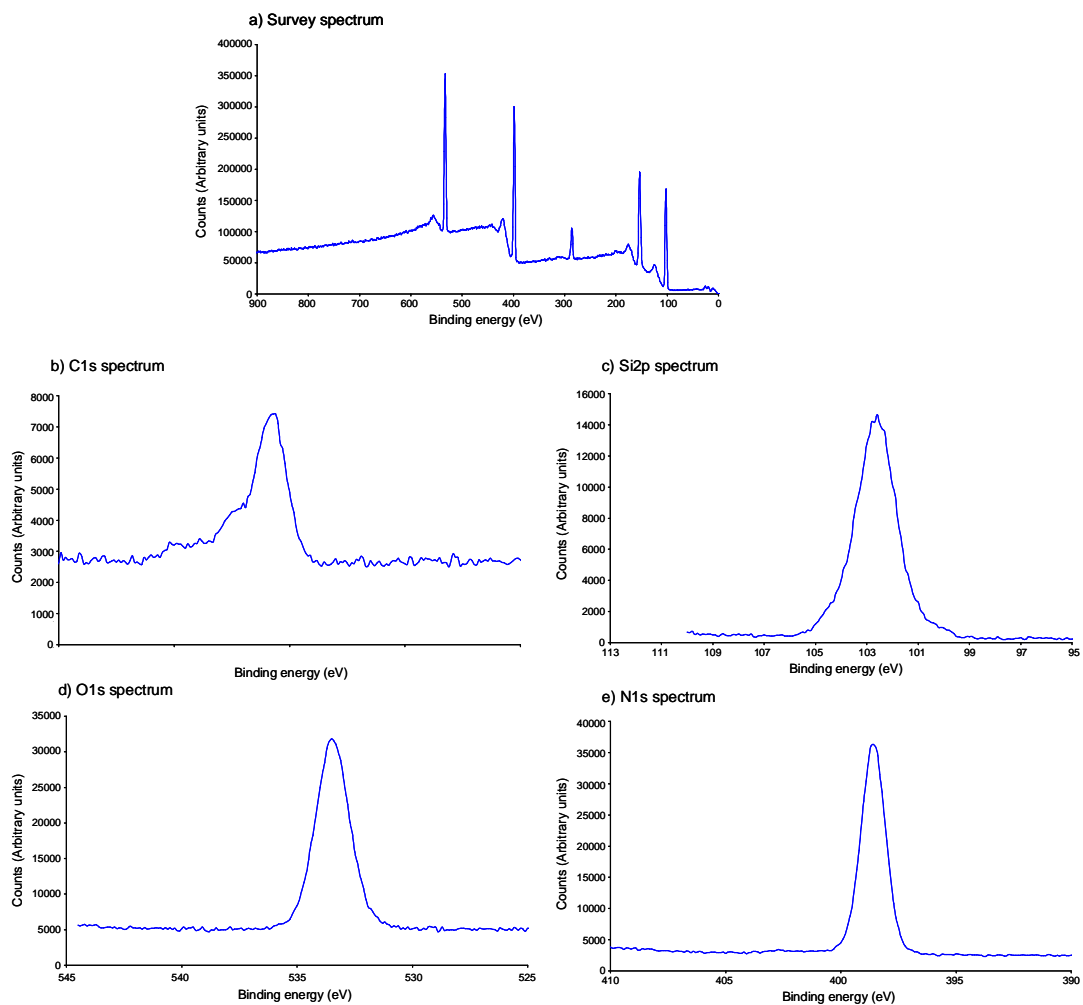 a) Survey spectrum
400000
350000
300000
250000
200000
150000
100000
50000
0
Counts (Arbitrary units)
900 800 700 600 500 400 300 200 100 0
Binding energy (eV)
b) C1s spectrum
8000
7000
6000
5000
4000
3000
2000
1000
0
Counts (Arbitrary units)
Binding energy (eV)
c) Si2p spectrum
16000
14000
12000
10000
8000
6000
4000
2000
0
Counts (Arbitrary units)
113 111 109 107 105 103 101 99 97 95
Binding energy (eV)
d) O1s spectrum
35000
30000
25000
20000
15000
10000
5000
0
Counts (Arbitrary units)
545 540 535 530 525
Binding energy (eV)
e) N1s spectrum
40000
35000
30000
25000
20000
15000
10000
5000
0
Counts (Arbitrary units)
410 405 400 395 390
Binding energy (eV)